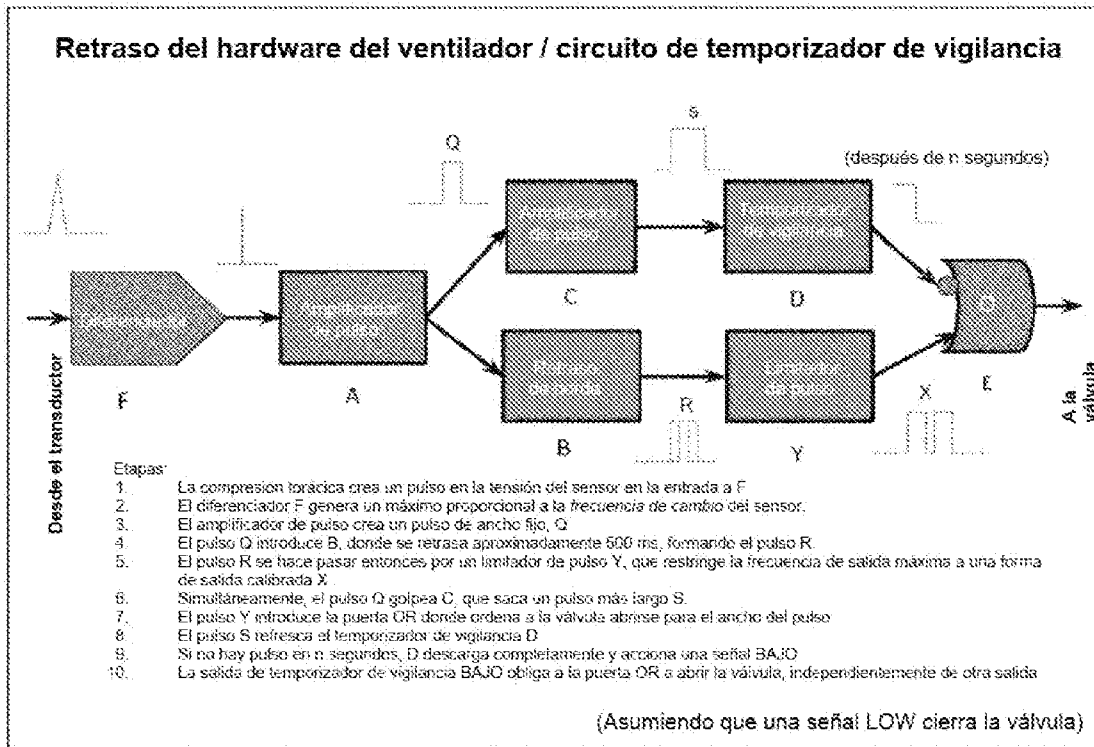 Retraso del hardware del ventilador / circuito de temporizador de vigilancia
s
Q
(después de n segundos)
C
D
F
A
R
X
E
B
Y
Desde el transductor
A la
válvula
Etapas:
1. La compresión torácica crea un pulso en la tensión del sensor en la entrada a F
2. El diferenciador F genera un máximo proporcional a la frecuencia de cambio del sensor.
3. El amplificador de pulso crea un pulso de ancho fijo, Q
4. El pulso Q introduce B, donde se retrasa aproximadamente 600 ms, formando el pulso R.
5. El pulso R se hace pasar entonces por un limitador de pulso Y, que restringe la frecuencia de salida máxima a una forma
de salida calibrada X
6. Simultáneamente, el pulso Q golpea C, que saca un pulso más largo S.
7. El pulso Y introduce la puerta OR donde ordena a la válvula abrirse para el ancho del pulso
8. El pulso S refresca el temporizador de vigilancia D
9. Si no hay pulso en n segundos, D descarga completamente y acciona una señal BAJO
10. La salida de temporizador de vigilancia BAJO obliga a la puerta OR a abrir la válvula, independientemente de otra salida
(Asumiendo que una señal LOW cierra la válvula)